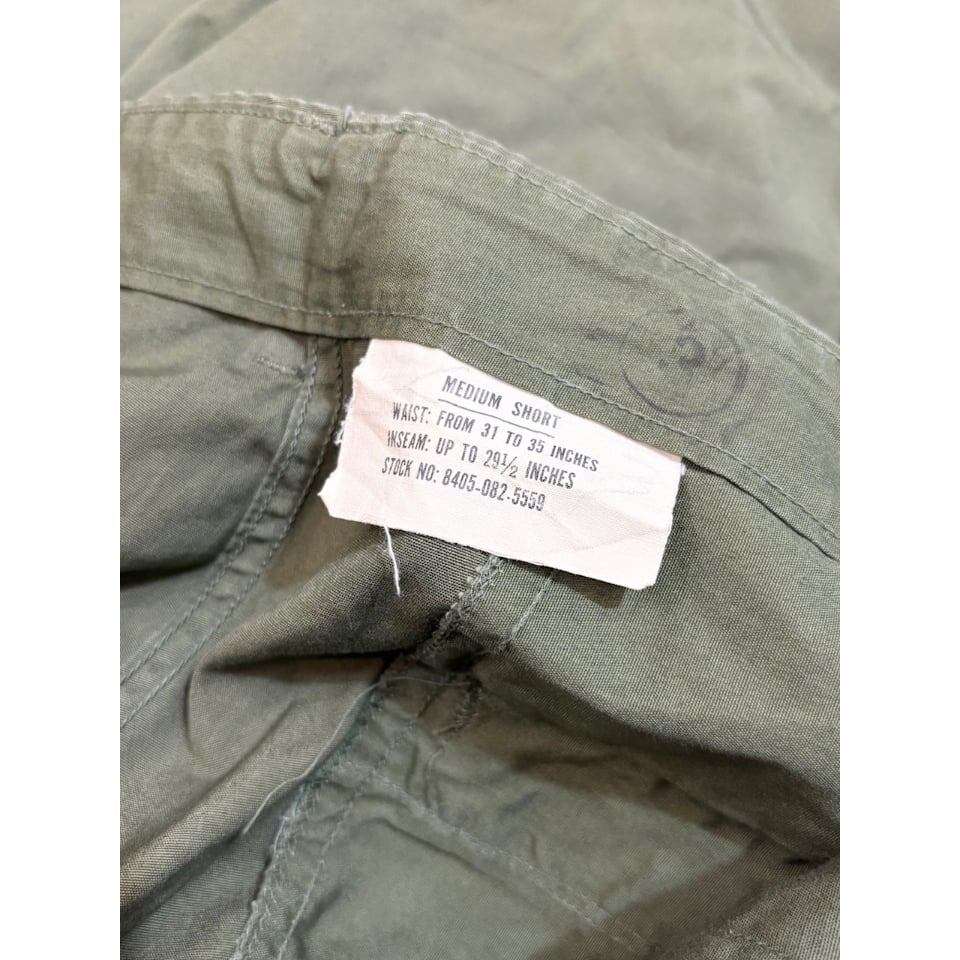 MEDIUM SHORT
WAIST: FROM 31 TO 35 INCHES
INSEAM: UP TO 29½ INCHES
STOCK NO: 8405-082-5559